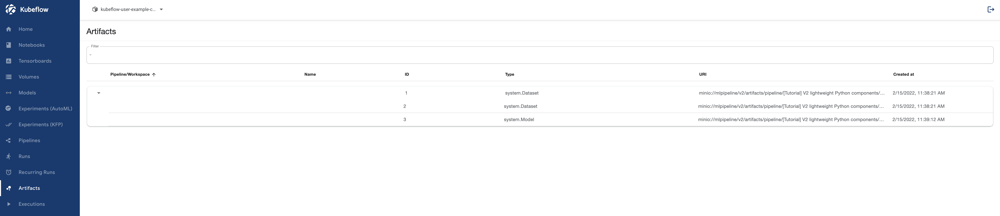 Kubeflow
kubeflow-user-example-c...
Home
Notebooks
Tensorboards
Volumes
Models
Experiments (AutoML)
Experiments (KFP)
Pipelines
Runs
Recurring Runs
Artifacts
Executions
Artifacts
Filter
Pipeline/Workspace Name ID Type URI Created at
1 system.Dataset minio://mlpipeline/v2/artifacts/pipeline/[Tutorial] V2 lightweight Python components/... 2/15/2022, 11:38:21 AM
2 system.Dataset minio://mlpipeline/v2/artifacts/pipeline/[Tutorial] V2 lightweight Python components/... 2/15/2022, 11:38:21 AM
3 system.Model minio://mlpipeline/v2/artifacts/pipeline/[Tutorial] V2 lightweight Python components/... 2/15/2022, 11:39:12 AM